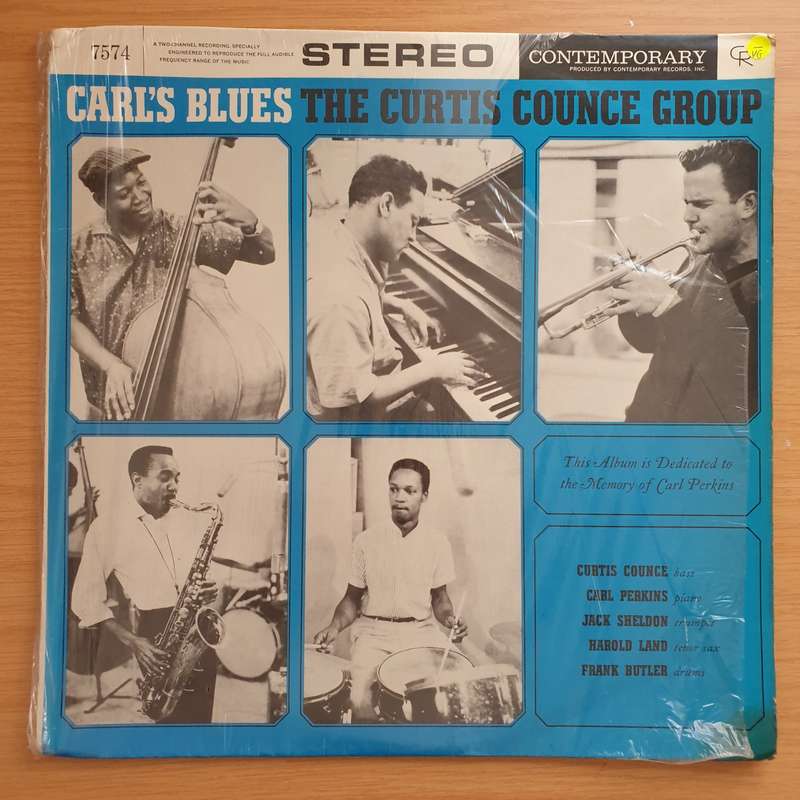 7574
A TWO-CHANNEL RECORDING SPECIALLY
ENGINEERED TO REPRODUCE THE FULL AUDIBLE
FREQUENCY RANGE OF THE MUSIC
STEREO
CONTEMPORARY
PRODUCED BY CONTEMPORARY RECORDS, INC.
CR
VG
CARL'S BLUES THE CURTIS COUNCE GROUP
This Album is Dedicated to
the Memory of Carl Perkins
CURTIS COUNCE bass
CARL PERKINS piano
JACK SHELDON trumpet
HAROLD LAND tenor sax
FRANK BUTLER drums